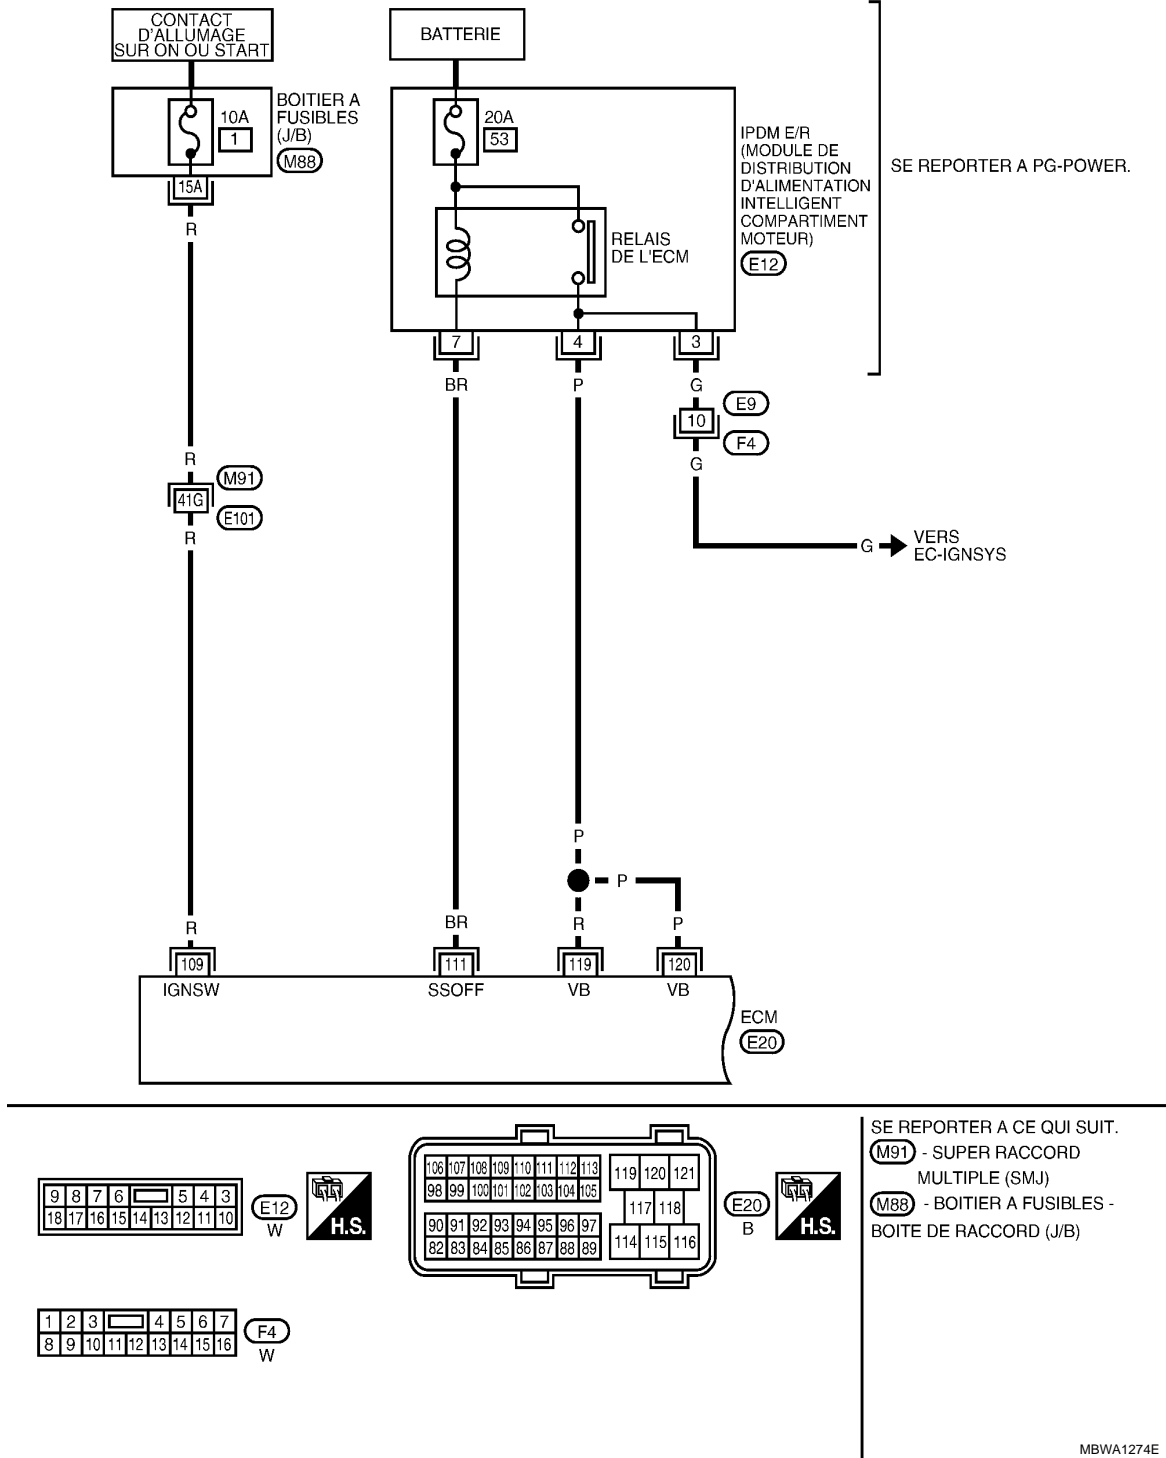 CONTACT
D'ALLUMAGE
SUR ON OU START
BATTERIE
10A
1
BOITIER A
FUSIBLES
(J/B)
M88
15A
R
20A
53
RELAIS
DE L'ECM
IPDM E/R
(MODULE DE
DISTRIBUTION
D'ALIMENTATION
INTELLIGENT
COMPARTIMENT
MOTEUR)
E12
SE REPORTER A PG-POWER.
7
4
3
BR
P
G
10
E9
F4
G
R
M91
41G
E101
R
G
VERS
EC-IGNSYS
P
P
R
BR
R
P
109
111
119
120
IGNSW
SSOFF
VB
VB
ECM
E20
9 8 7 6 5 4 3
18 17 16 15 14 13 12 11 10
E12
W
H.S.
106 107 108 109 110 111 112 113
98 99 100 101 102 103 104 105
90 91 92 93 94 95 96 97
82 83 84 85 86 87 88 89
119 120 121
117 118
114 115 116
E20
B
H.S.
1 2 3 4 5 6 7
8 9 10 11 12 13 14 15 16
F4
W
SE REPORTER A CE QUI SUIT.
M91 - SUPER RACCORD
MULTIPLE (SMJ)
M88 - BOITIER A FUSIBLES -
BOITE DE RACCORD (J/B)
MBWA1274E